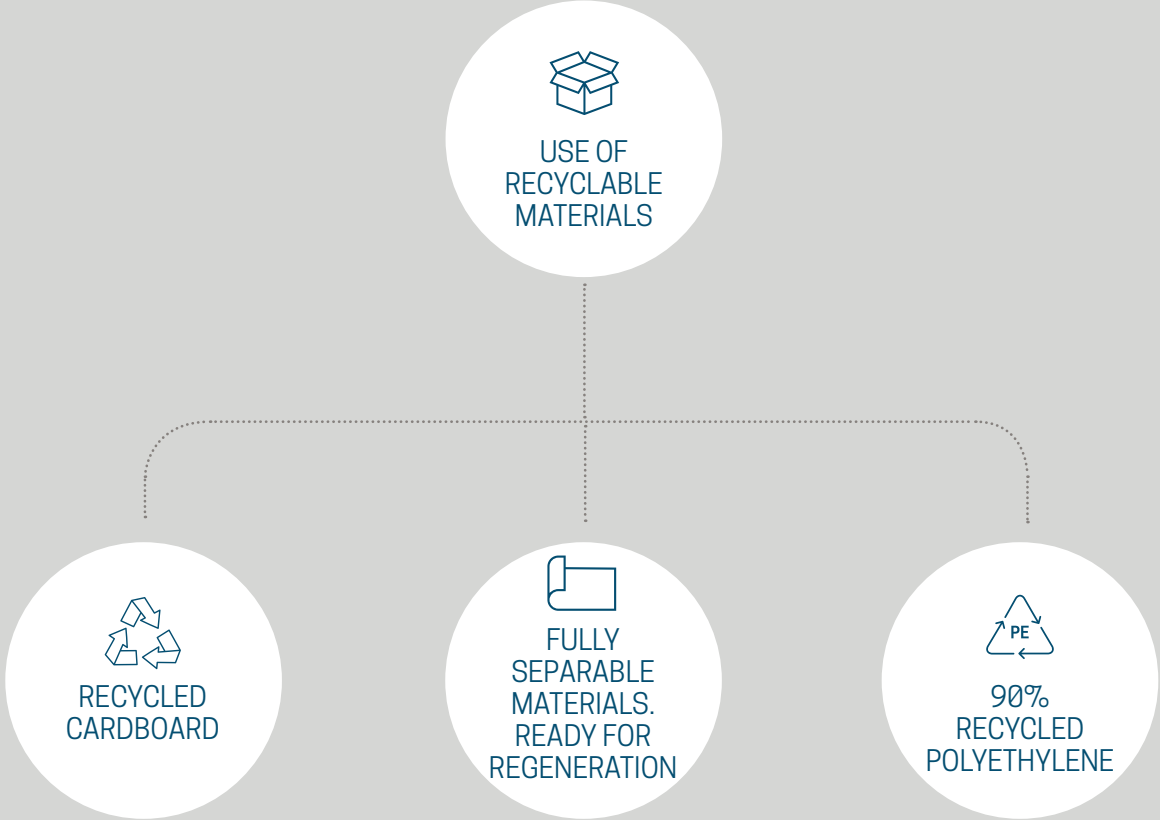 USE OF
RECYCLABLE
MATERIALS
RECYCLED
CARDBOARD
FULLY
SEPARABLE
MATERIALS.
READY FOR
REGENERATION
PE
90%
RECYCLED
POLYETHYLENE